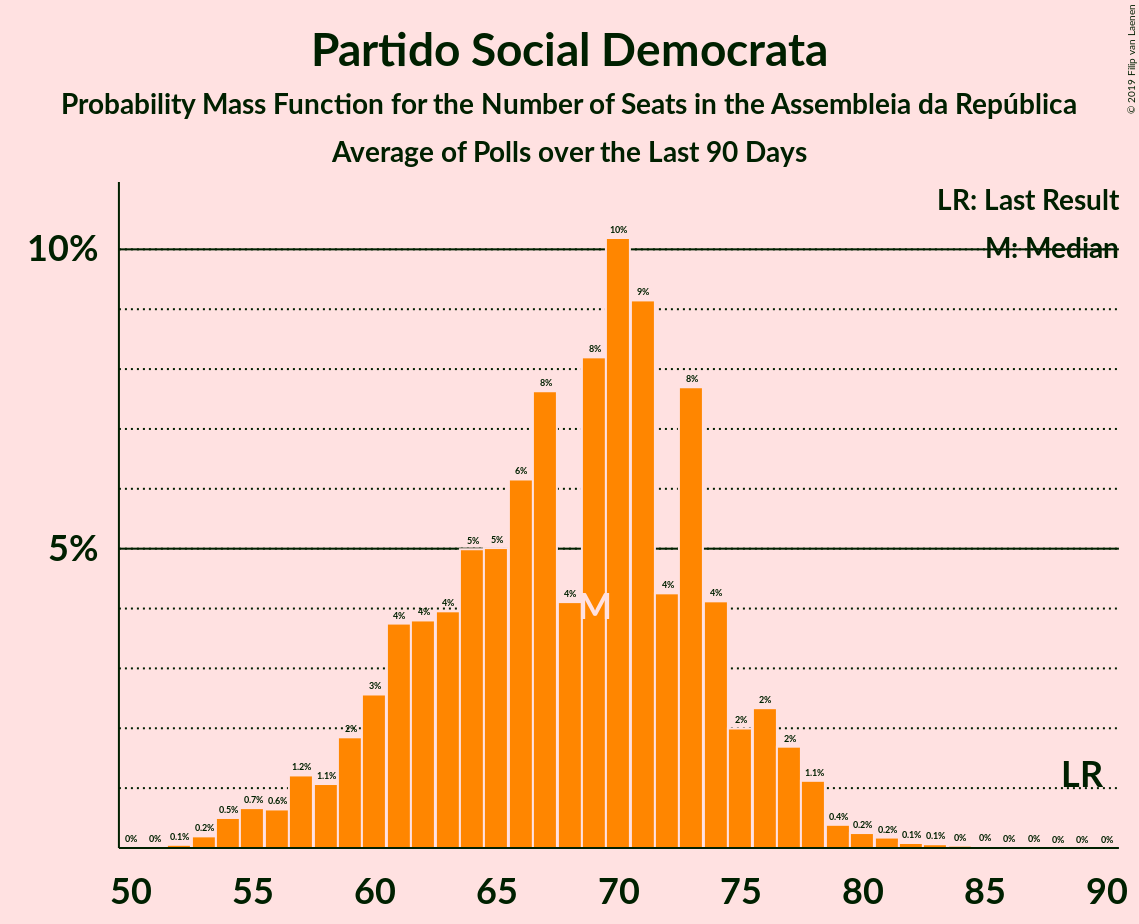 Partido Social Democrata
Probability Mass Function for the Number of Seats in the Assembleia da República
Average of Polls over the Last 90 Days
© 2019 Filip van Laenen
LR: Last Result
M: Median
10%
5%
0% 0% 0.1% 0.2% 0.5% 0.7% 0.6% 1.2% 1.1% 2% 3% 4% 4% 4% 5% 5% 6% 8% 4% 8% 10% 9% 4% 8% 4% 2% 2% 2% 1.1% 0.4% 0.2% 0.2% 0.1% 0.1% 0% 0% 0% 0% 0% 0% 0%
M
LR
50 55 60 65 70 75 80 85 90